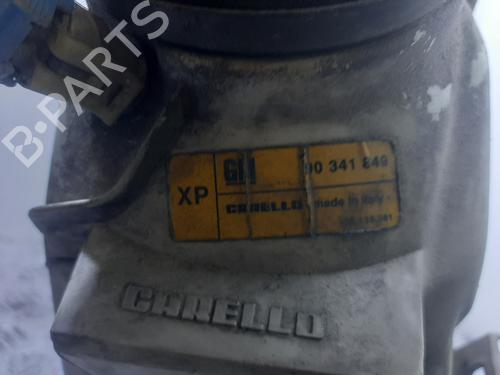 B-PARTS
XP
GM
90 341 849
CARELLO
made in Italy
CARELLO